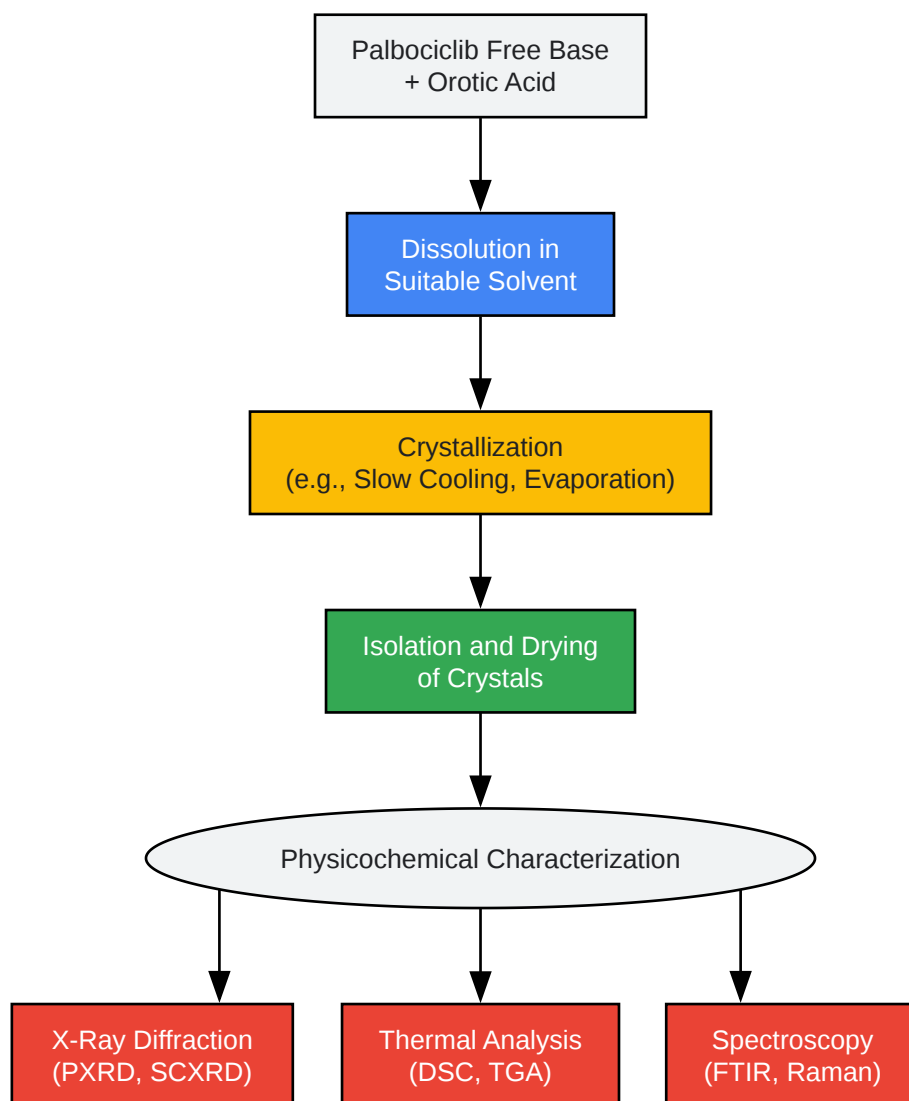 Palbociclib Free Base
+ Orotic Acid
Dissolution in
Suitable Solvent
Crystallization
(e.g., Slow Cooling, Evaporation)
Isolation and Drying
of Crystals
Physicochemical Characterization
X-Ray Diffraction
(PXRD, SCXRD)
Thermal Analysis
(DSC, TGA)
Spectroscopy
(FTIR, Raman)